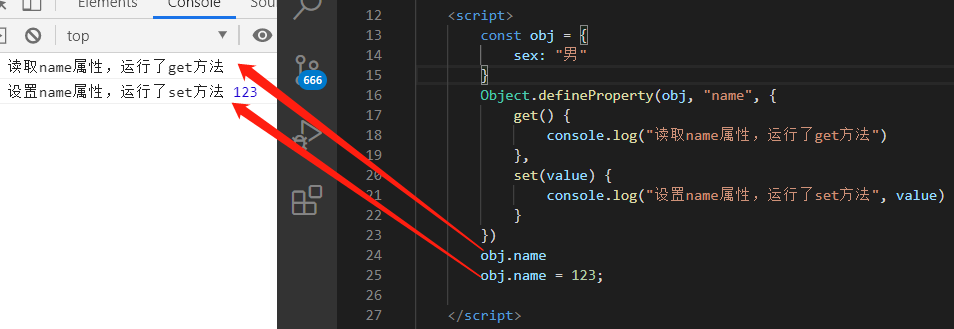 Elements
Console
Sour
top
读取name属性，运行了get方法
设置name属性，运行了set方法 123
666
12 <script>
13 const obj = {
14 sex: "男"
15 }
16 Object.defineProperty(obj, "name", {
17 get() {
18 console.log("读取name属性，运行了get方法")
19 },
20 set(value) {
21 console.log("设置name属性，运行了set方法", value)
22 }
23 })
24 obj.name
25 obj.name = 123;
26
27 </script>